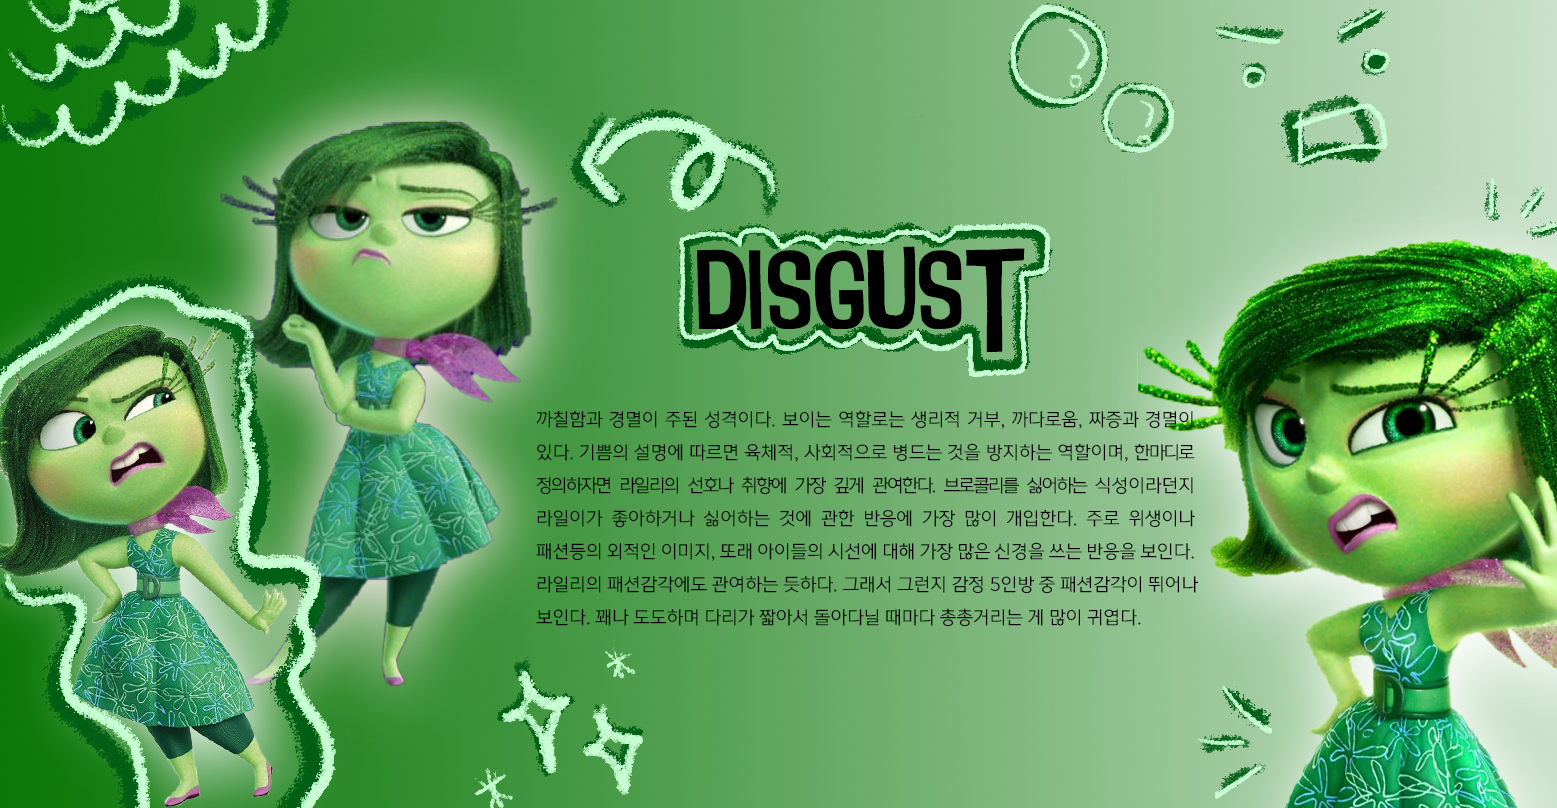 DISGUST
까칠함과 경멸이 주된 성격이다. 보이는 역할로는 생리적 거부, 까다로움, 짜증과 경멸이
있다. 기쁨의 설명에 따르면 육체적, 사회적으로 병드는 것을 방지하는 역할이며, 한마디로
정의하자면 라일리의 선호나 취향에 가장 깊게 관여한다. 브로콜리를 싫어하는 식성이라던지
라일이가 좋아하거나 싫어하는 것에 관한 반응에 가장 많이 개입한다. 주로 위생이나
패션등의 외적인 이미지, 또래 아이들의 시선에 대해 가장 많은 신경을 쓰는 반응을 보인다.
라일리의 패션감각에도 관여하는 듯하다. 그래서 그런지 감정 5인방 중 패션감각이 뛰어나
보인다. 꽤나 도도하며 다리가 짧아서 돌아다닐 때마다 총총거리는 게 많이 귀엽다.